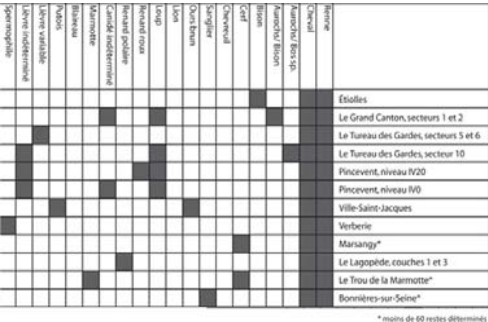 Spermophile
Lièvre indéterminé
Lièvre variable
Putois
Blaireau
Marmotte
Canidé indéterminé
Renard polaire
Renard roux
Loup
Lion
Ours brun
Sanglier
Chevreuil
Cerf
Bison
Aurochs/ Bison
Aurochs/ Bos sp.
Cheval
Renne
Étiolles
Le Grand Canton, secteurs 1 et 2
Le Tureau des Gardes, secteurs 5 et 6
Le Tureau des Gardes, secteur 10
Pincevent, niveau IV20
Pincevent, niveau IV0
Ville-Saint-Jacques
Verberie
Marsangy*
Le Lagopède, couches 1 et 3
Le Trou de la Marmotte*
Bonnières-sur-Seine*
* moins de 60 restes déterminés